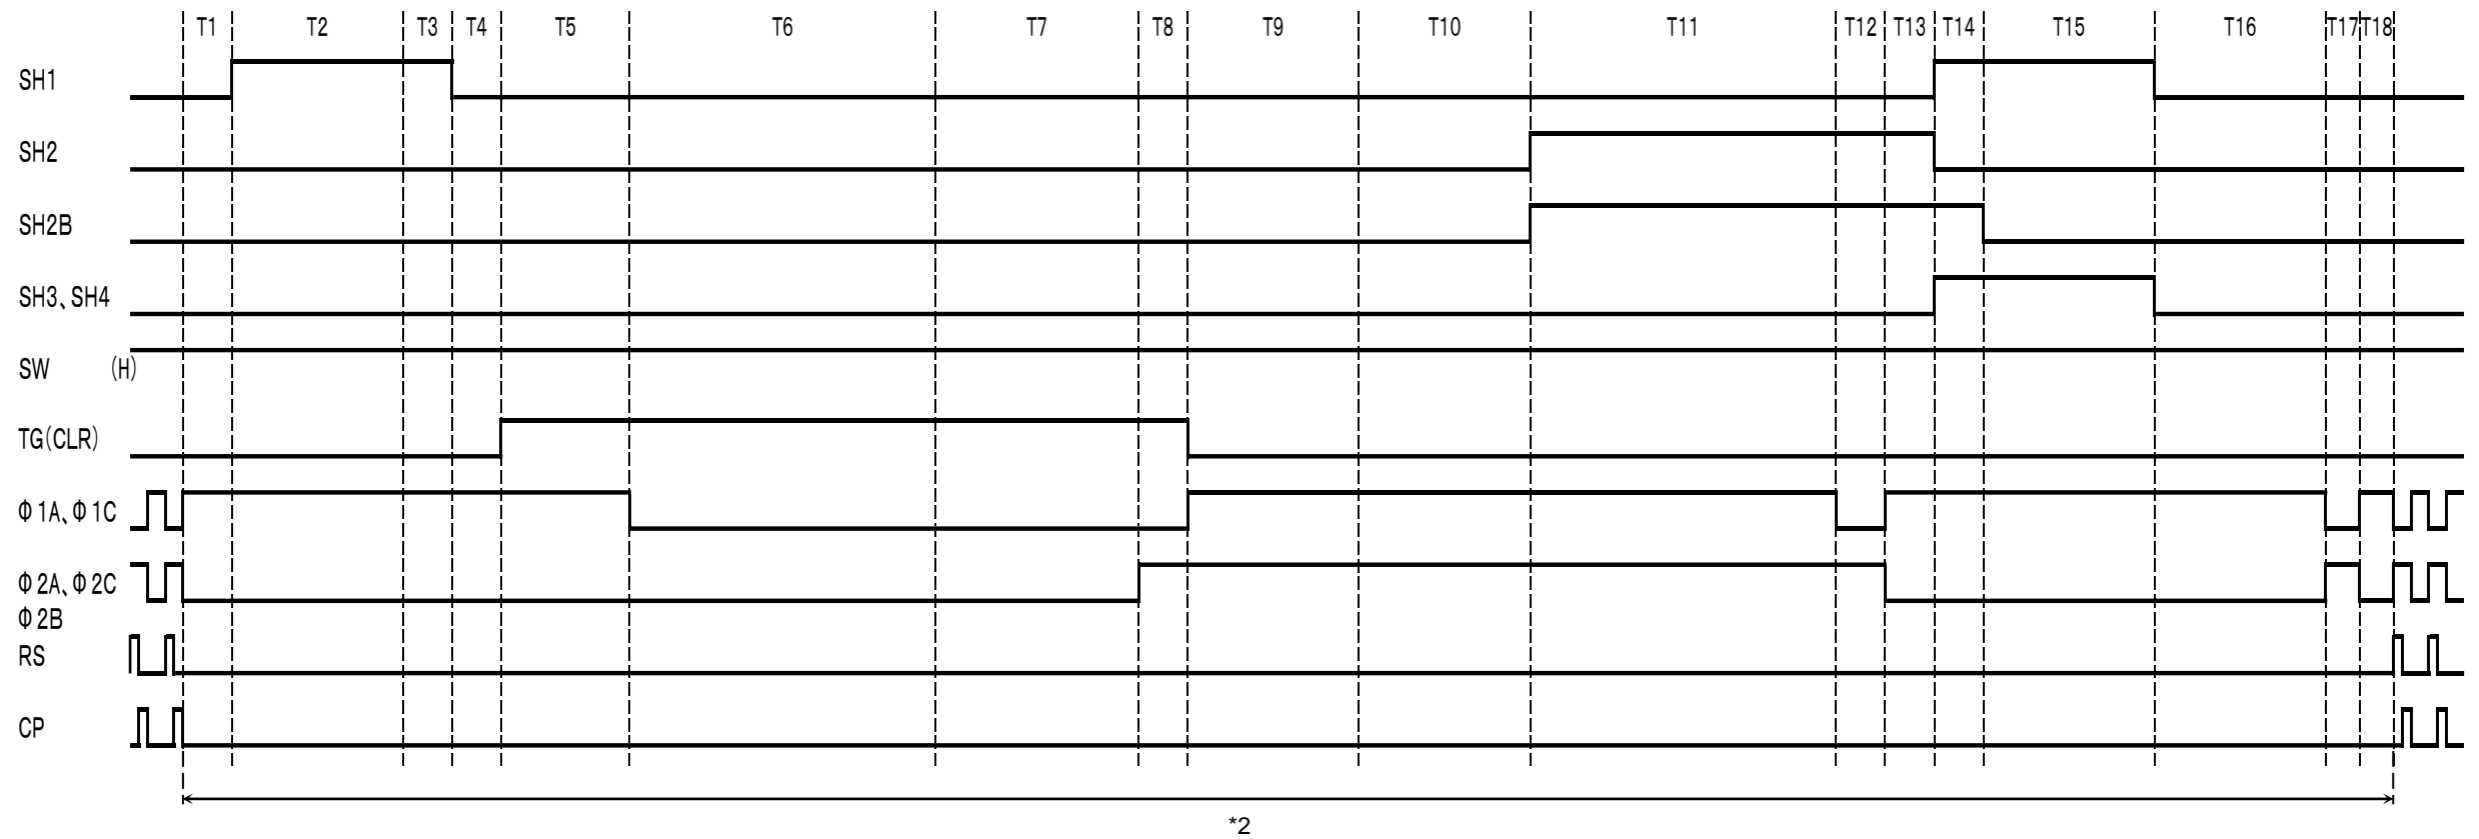 T1 T2 T3 T4 T5 T6 T7 T8 T9 T10 T11 T12 T13 T14 T15 T16 T17 T18
SH1
SH2
SH2B
SH3、SH4
SW (H)
TG(CLR)
Φ1A、Φ1C
Φ2A、Φ2C
Φ2B
RS
CP
*2